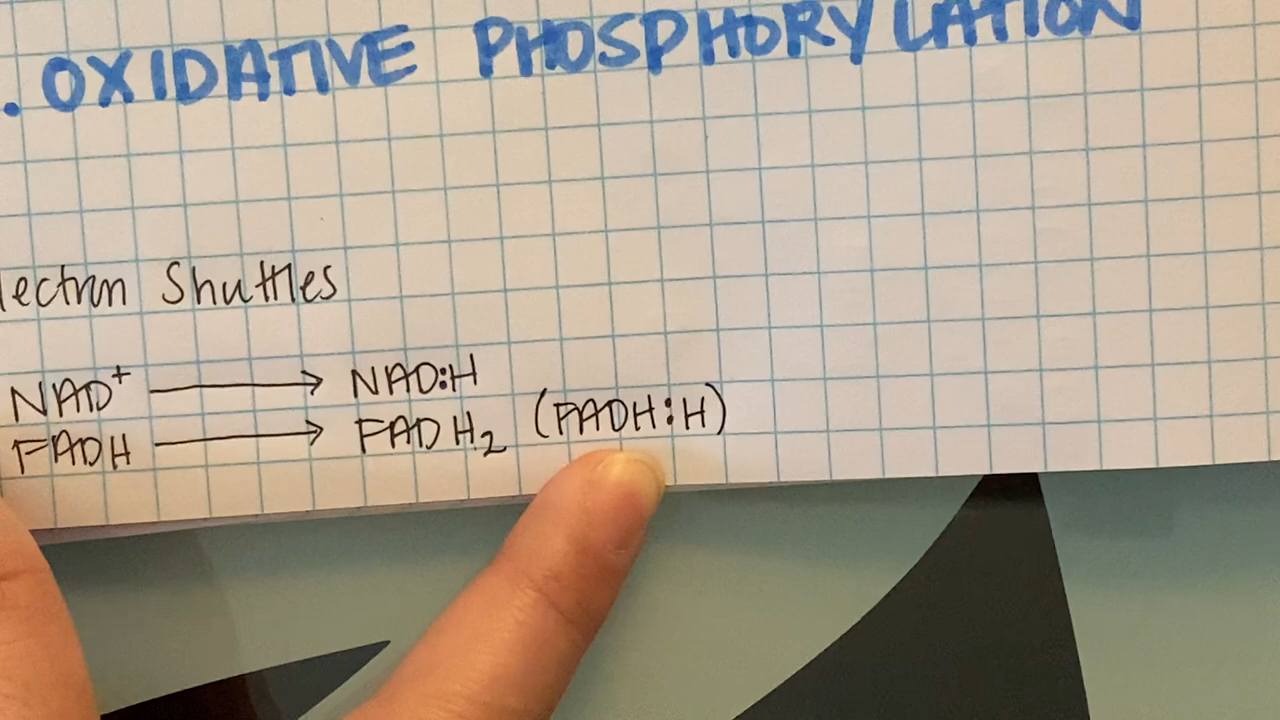 . OXIDATIVE PHOSPHORYLATION
lectron Shuttles
NAD⁺ → NAD:H
FADH → FADH₂ (FADH:H)